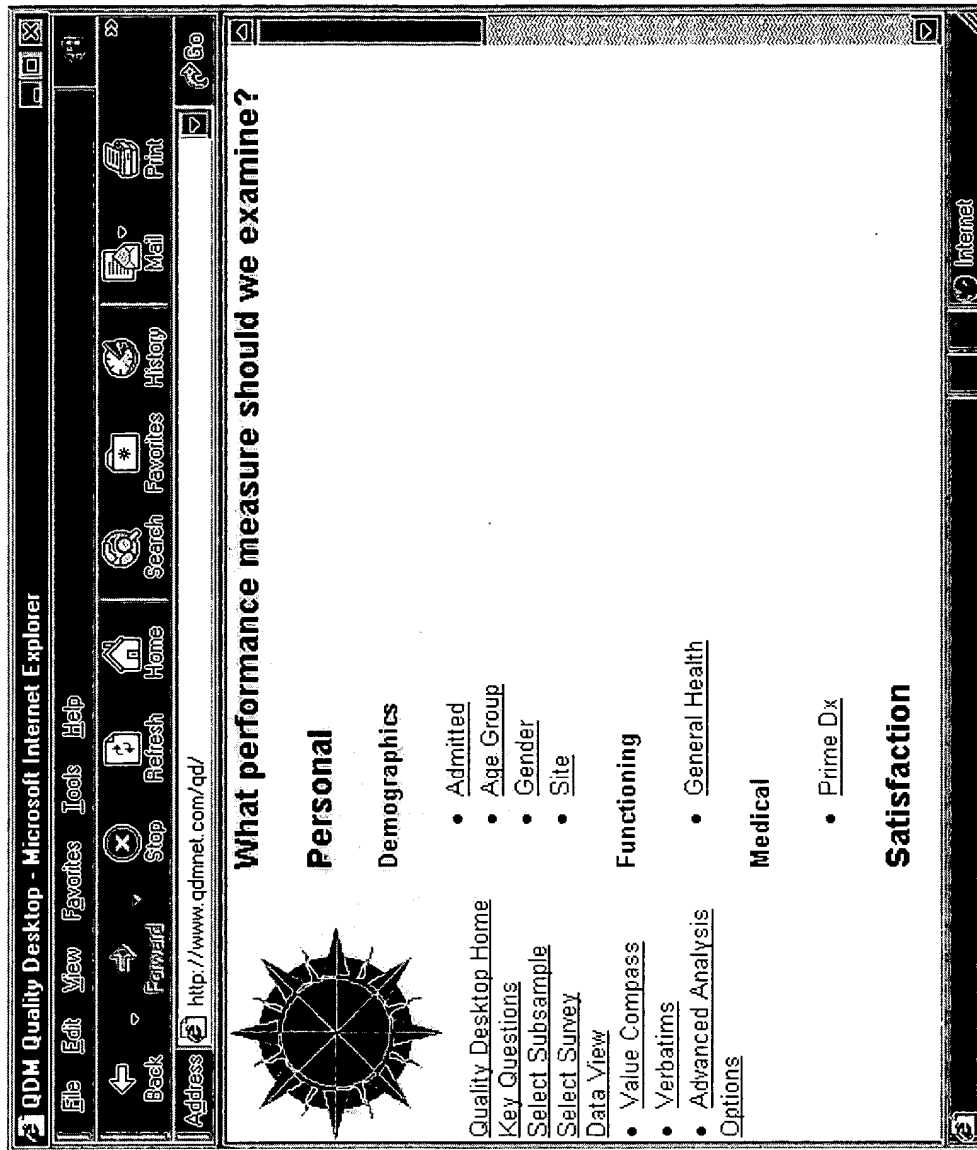 QDM Quality Desktop - Microsoft Internet Explorer
File Edit View Favorites Tools Help
Back Forward Stop Refresh Home Search Favorites History Mail Print
Address http://www.qdmnet.com/qd/ Go
Quality Desktop Home
Key Questions
Select Subsample
Select Survey
Data View
• Value Compass
• Verbatims
• Advanced Analysis
Options
What performance measure should we examine?
Personal
Demographics
• Admitted
• Age Group
• Gender
• Site
Functioning
• General Health
Medical
• Prime Dx
Satisfaction
Internet